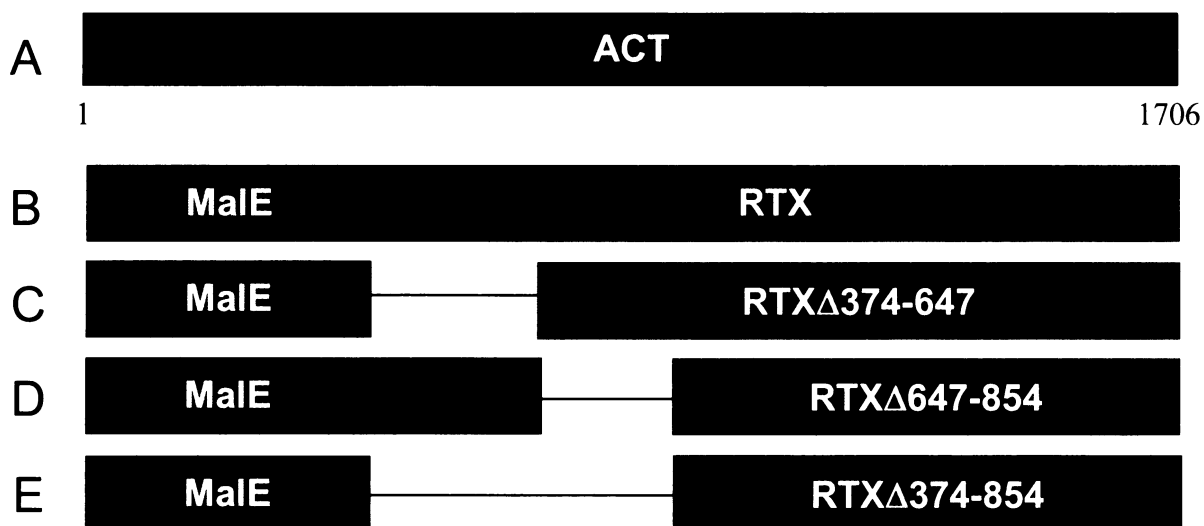 A ACT
1 1706
B MalE RTX
C MalE RTXΔ374-647
D MalE RTXΔ647-854
E MalE RTXΔ374-854